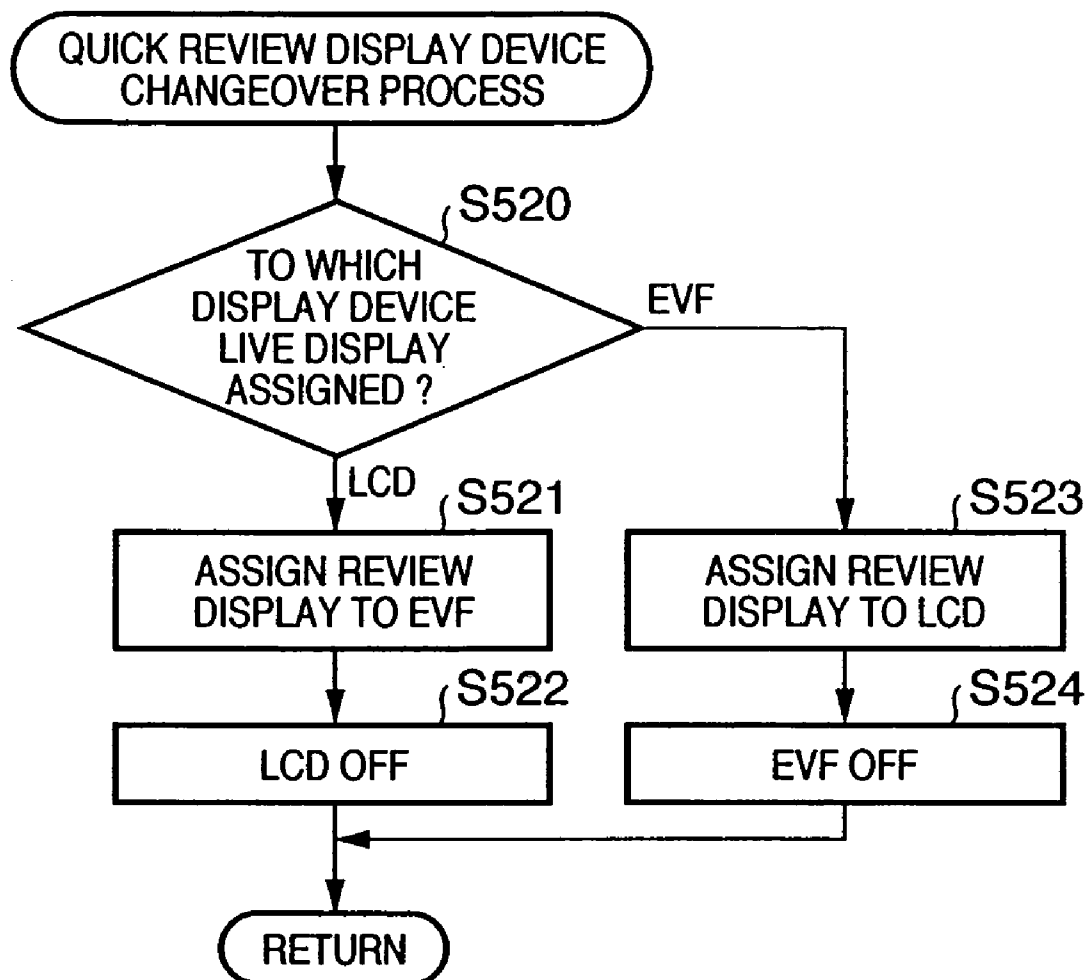 QUICK REVIEW DISPLAY DEVICE
CHANGEOVER PROCESS
S520
TO WHICH
DISPLAY DEVICE
LIVE DISPLAY
ASSIGNED ?
EVF
LCD
S521
ASSIGN REVIEW
DISPLAY TO EVF
S523
ASSIGN REVIEW
DISPLAY TO LCD
S522
LCD OFF
S524
EVF OFF
RETURN